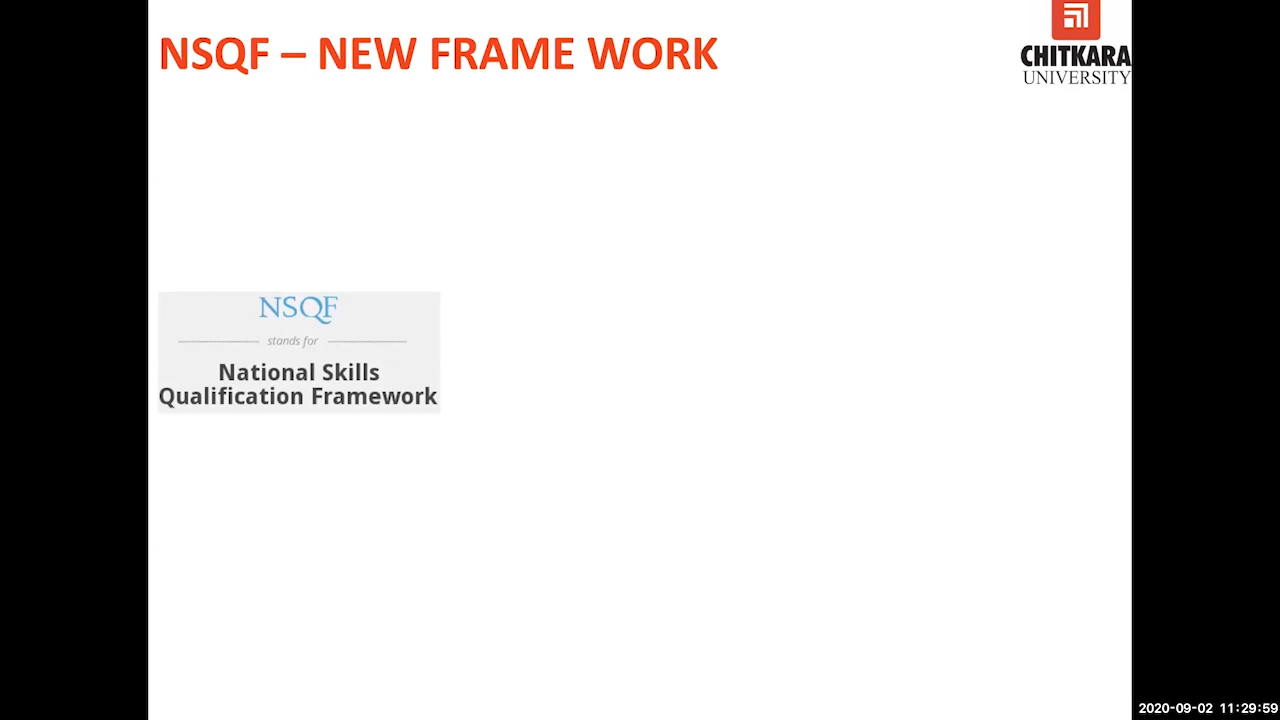 NSQF – NEW FRAME WORK
CHITKARA
UNIVERSITY
NSQF
stands for
National Skills
Qualification Framework
2020-09-02 11:29:59